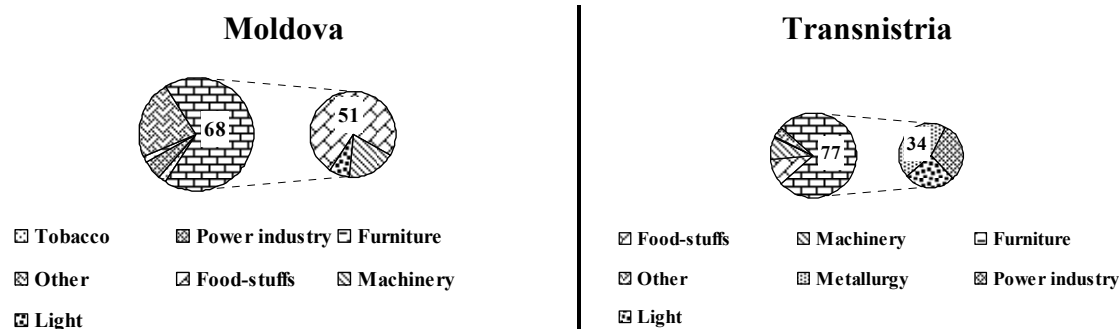 Moldova
68
51
Tobacco Power industry Furniture
Other Food-stuffs Machinery
Light
Transnistria
77
34
Food-stuffs Machinery Furniture
Other Metallurgy Power industry
Light